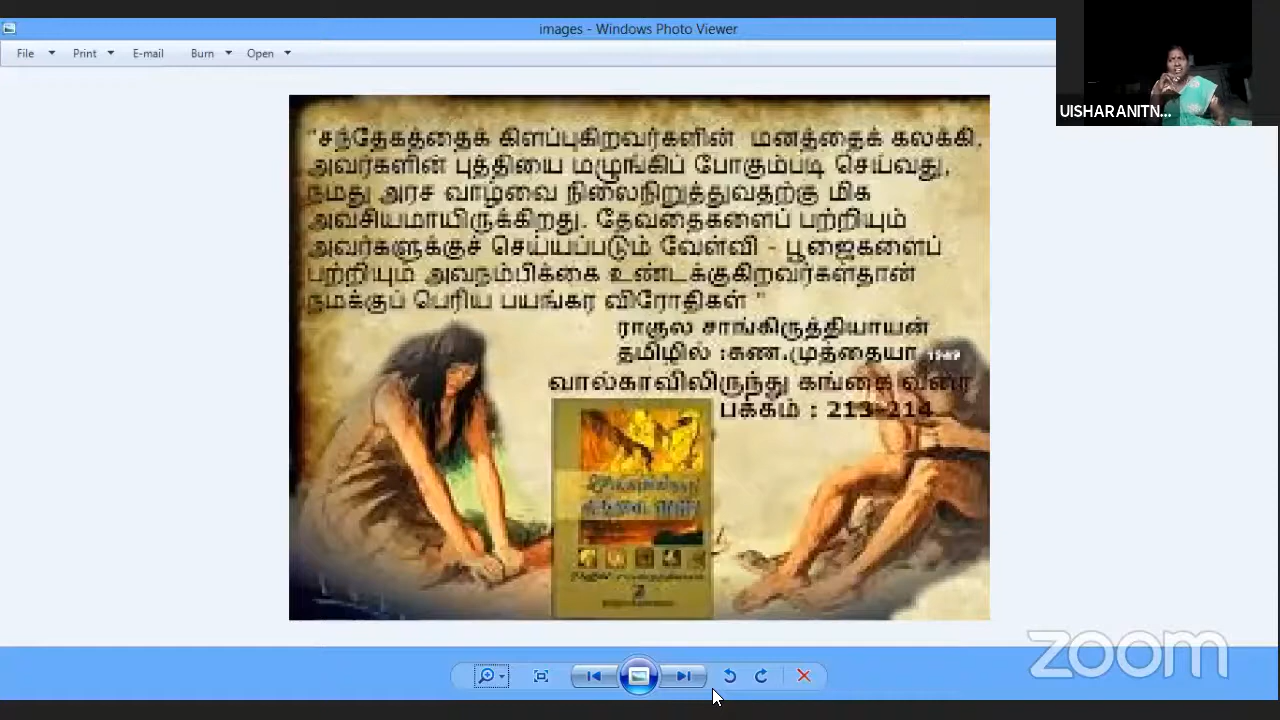 images - Windows Photo Viewer
File Print E-mail Burn Open
UISHARANITN...
"சந்தேகத்தைக் கிளப்புகிறவர்களின் மனத்தைக் கலக்கி,
அவர்களின் புத்தியை மழுங்கிப் போகும்படி செய்வது,
நமது அரச வாழ்வை நிலைநிறுத்துவதற்கு மிக
அவசியமாயிருக்கிறது. தேவதைகளைப் பற்றியும்
அவர்களுக்குச் செய்யப்படும் வேள்வி - பூஜைகளைப்
பற்றியும் அவநம்பிக்கை உண்டக்குகிறவர்கள்தான்
நமக்குப் பெரிய பயங்கர விரோதிகள் "
ராகுல சாங்கிருத்தியாயன்
தமிழில் :கண.முத்தையா 1949
வால்காவிலிருந்து கங்கை வரை
பக்கம் : 213-214
zoom